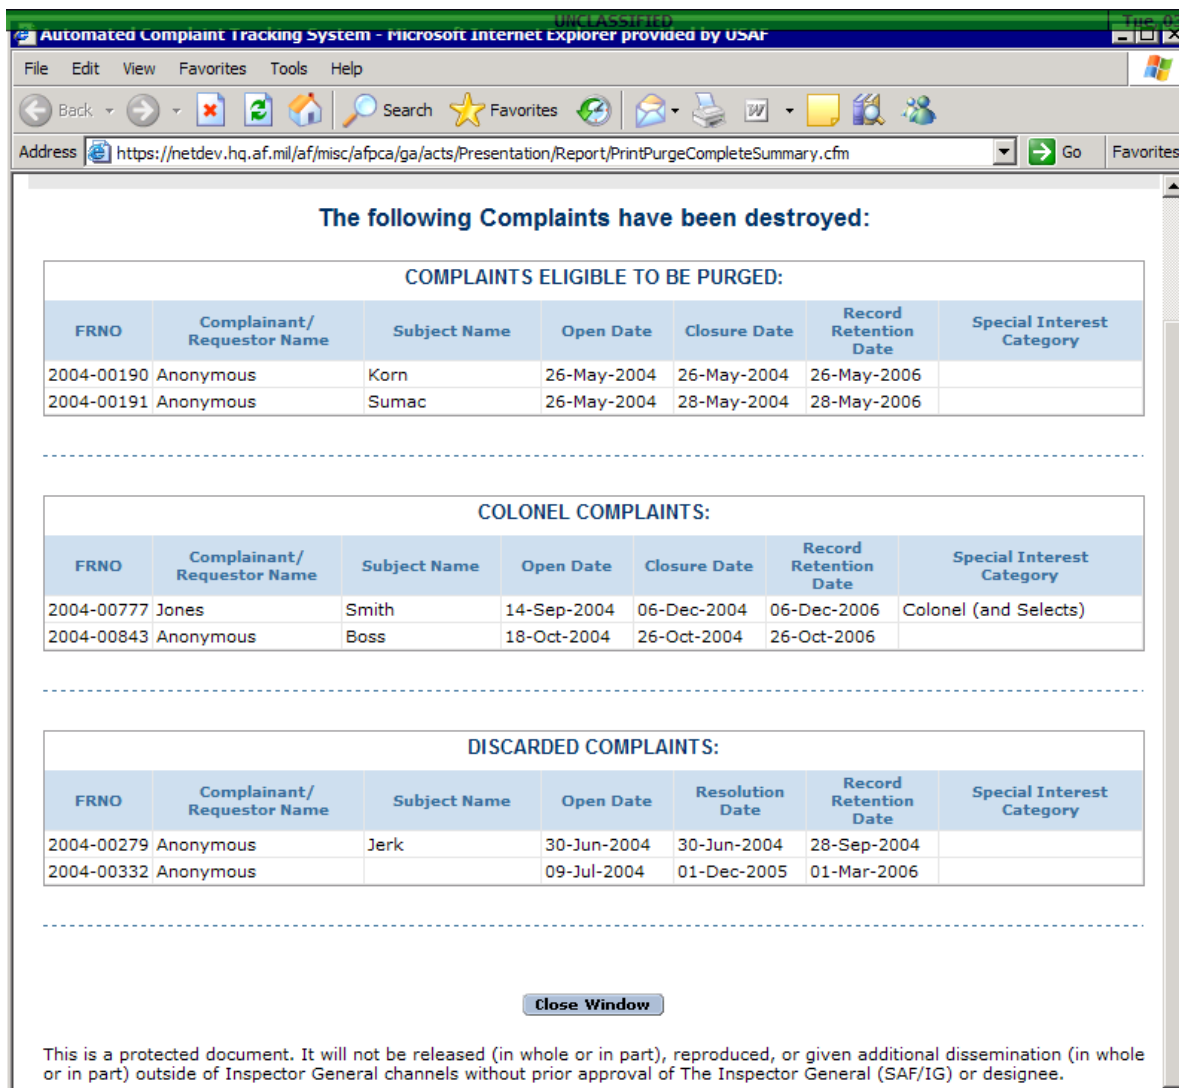 UNCLASSIFIED
Automated Complaint Tracking System - Microsoft Internet Explorer provided by USAF
File Edit View Favorites Tools Help
Back Search Favorites
Address https://netdev.hq.af.mil/af/misc/afpca/ga/acts/Presentation/Report/PrintPurgeCompleteSummary.cfm Go Favorites
The following Complaints have been destroyed:
COMPLAINTS ELIGIBLE TO BE PURGED:
FRNO Complainant/ Requestor Name Subject Name Open Date Closure Date Record Retention Date Special Interest Category
2004-00190 Anonymous Korn 26-May-2004 26-May-2004 26-May-2006
2004-00191 Anonymous Sumac 26-May-2004 28-May-2004 28-May-2006
COLONEL COMPLAINTS:
FRNO Complainant/ Requestor Name Subject Name Open Date Closure Date Record Retention Date Special Interest Category
2004-00777 Jones Smith 14-Sep-2004 06-Dec-2004 06-Dec-2006 Colonel (and Selects)
2004-00843 Anonymous Boss 18-Oct-2004 26-Oct-2004 26-Oct-2006
DISCARDED COMPLAINTS:
FRNO Complainant/ Requestor Name Subject Name Open Date Resolution Date Record Retention Date Special Interest Category
2004-00279 Anonymous Jerk 30-Jun-2004 30-Jun-2004 28-Sep-2004
2004-00332 Anonymous 09-Jul-2004 01-Dec-2005 01-Mar-2006
Close Window
This is a protected document. It will not be released (in whole or in part), reproduced, or given additional dissemination (in whole
or in part) outside of Inspector General channels without prior approval of The Inspector General (SAF/IG) or designee.